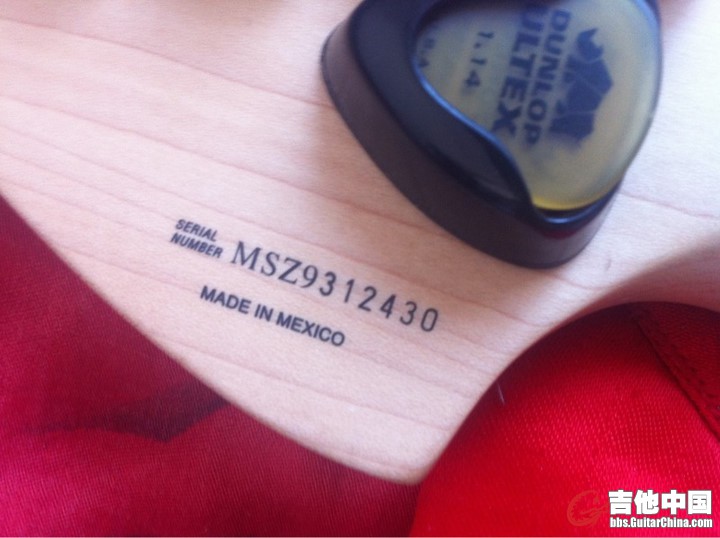 DUNLOP
ULTEX
1.14
SERIAL
NUMBER MSZ9312430
MADE IN MEXICO
吉他中国
bbs.GuitarChina.com